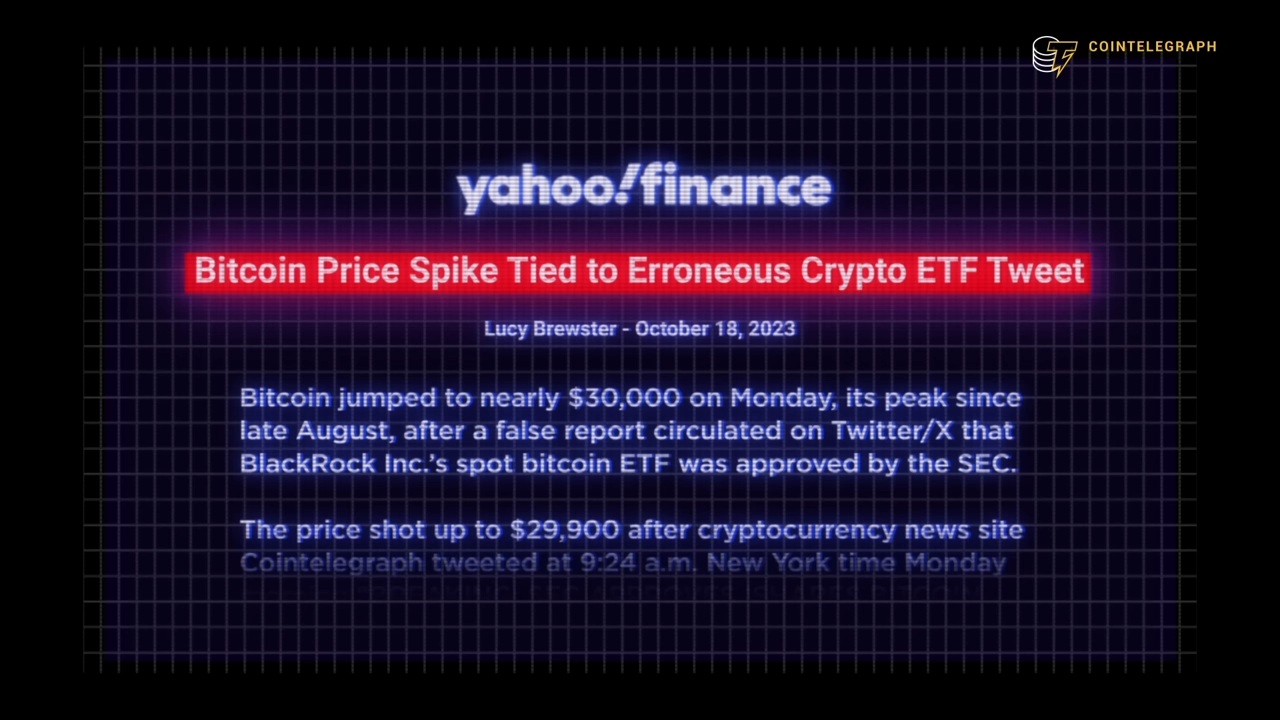 COINTELEGRAPH
yahoo!finance
Bitcoin Price Spike Tied to Erroneous Crypto ETF Tweet
Lucy Brewster - October 18, 2023
Bitcoin jumped to nearly $30,000 on Monday, its peak since
late August, after a false report circulated on Twitter/X that
BlackRock Inc.'s spot bitcoin ETF was approved by the SEC.
The price shot up to $29,900 after cryptocurrency news site
Cointelegraph tweeted at 9:24 a.m. New York time Monday